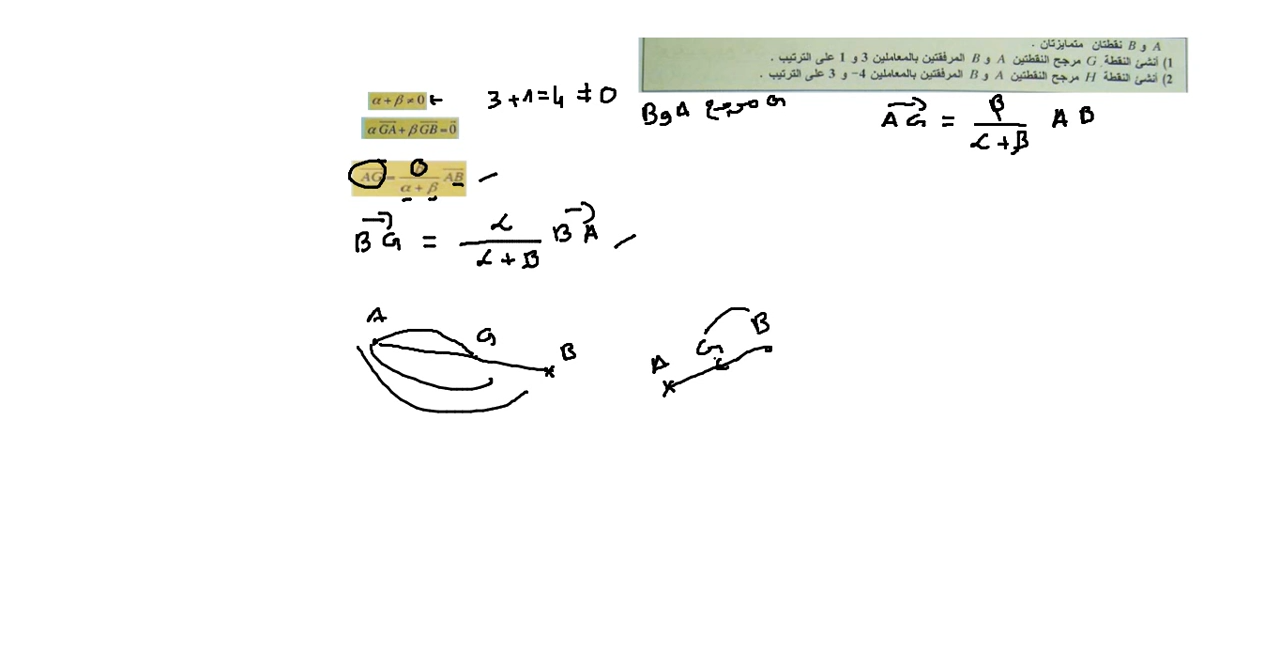 A و B نقطتان متمايزتان .
1) أنشئ النقطة G مرجح النقطتين A و B المرفقتين بالمعاملين 3 و 1 على الترتيب .
2) أنشئ النقطة H مرجح النقطتين A و B المرفقتين بالمعاملين 4− و 3 على الترتيب .
α + β ≠ 0
3 + 1 = 4 ≠ 0
G مرجح A و B
αGA + βGB = 0
AG = β/(α + β) AB
AG = /(α + β) AB
BG = α/(α + β) BA
A G B
A G B